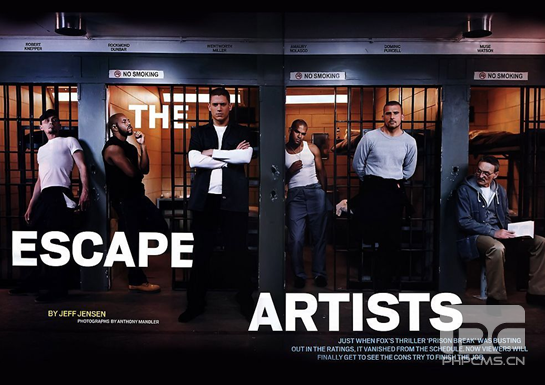 ROBERT
KNEPPER
ROCKMOND
DUNBAR
WENTWORTH
MILLER
AMAURY
NOLASCO
DOMINIC
PURCELL
MUSE
WATSON
NO SMOKING
NO SMOKING
NO SMOKING
THE
ESCAPE
ARTISTS
BY JEFF JENSEN
PHOTOGRAPHS BY ANTHONY MANDLER
JUST WHEN FOX'S THRILLER 'PRISON BREAK' WAS BUSTING
OUT IN THE RATINGS, IT VANISHED FROM THE SCHEDULE. NOW VIEWERS WILL
FINALLY GET TO SEE THE CONS TRY TO FINISH THE JOB
PHPCMS.CN